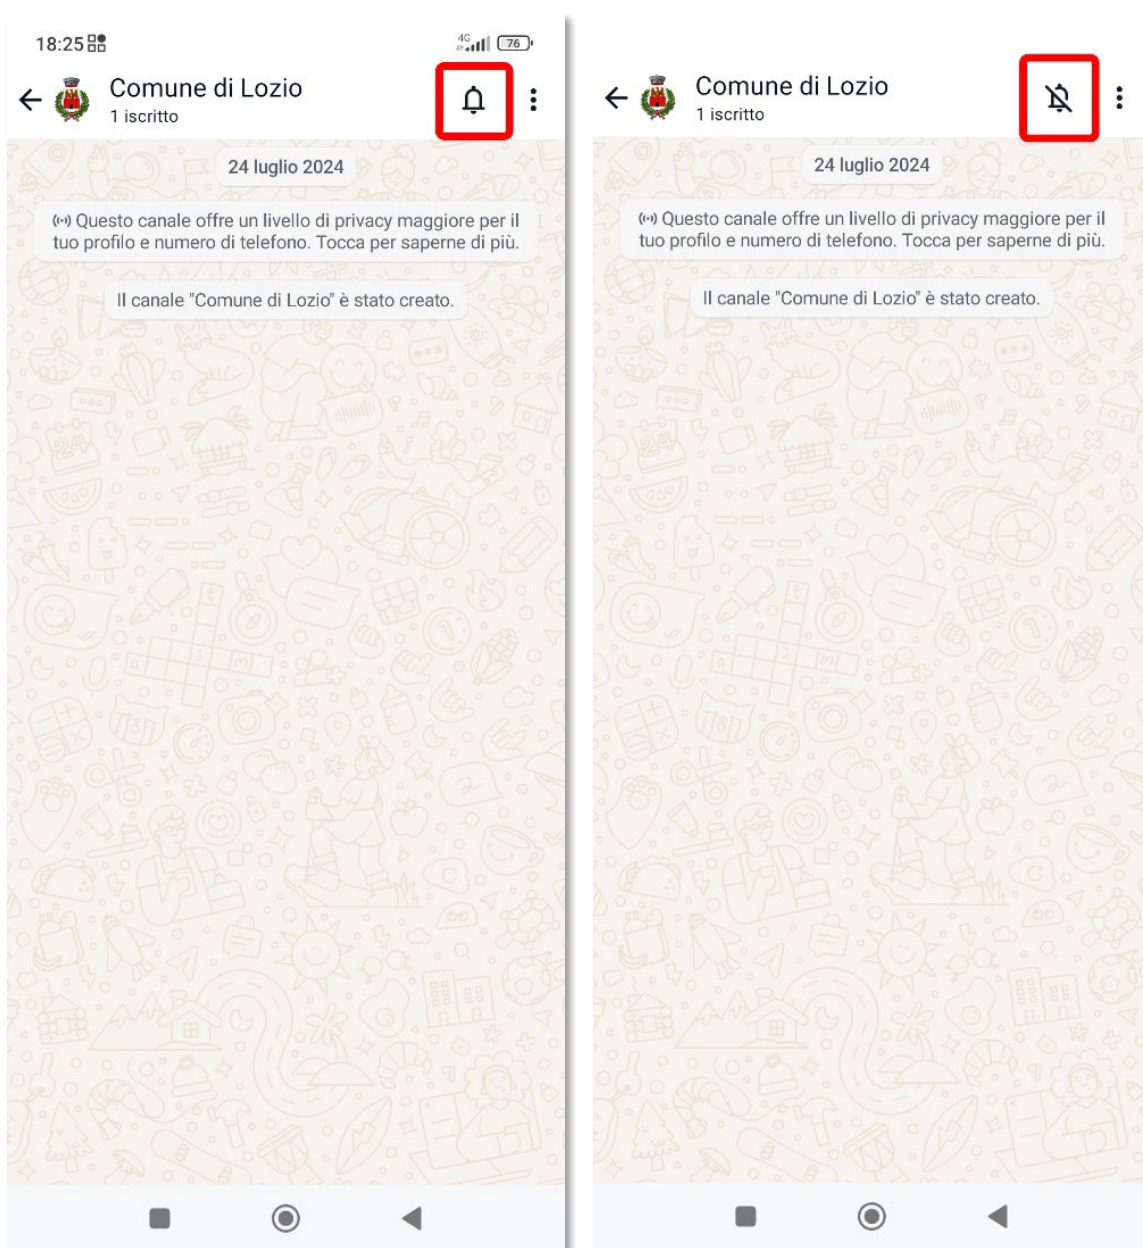 18:25
4G
76
Comune di Lozio
1 iscritto
24 luglio 2024
Questo canale offre un livello di privacy maggiore per il
tuo profilo e numero di telefono. Tocca per saperne di più.
Il canale "Comune di Lozio" è stato creato.
Comune di Lozio
1 iscritto
24 luglio 2024
Questo canale offre un livello di privacy maggiore per il
tuo profilo e numero di telefono. Tocca per saperne di più.
Il canale "Comune di Lozio" è stato creato.